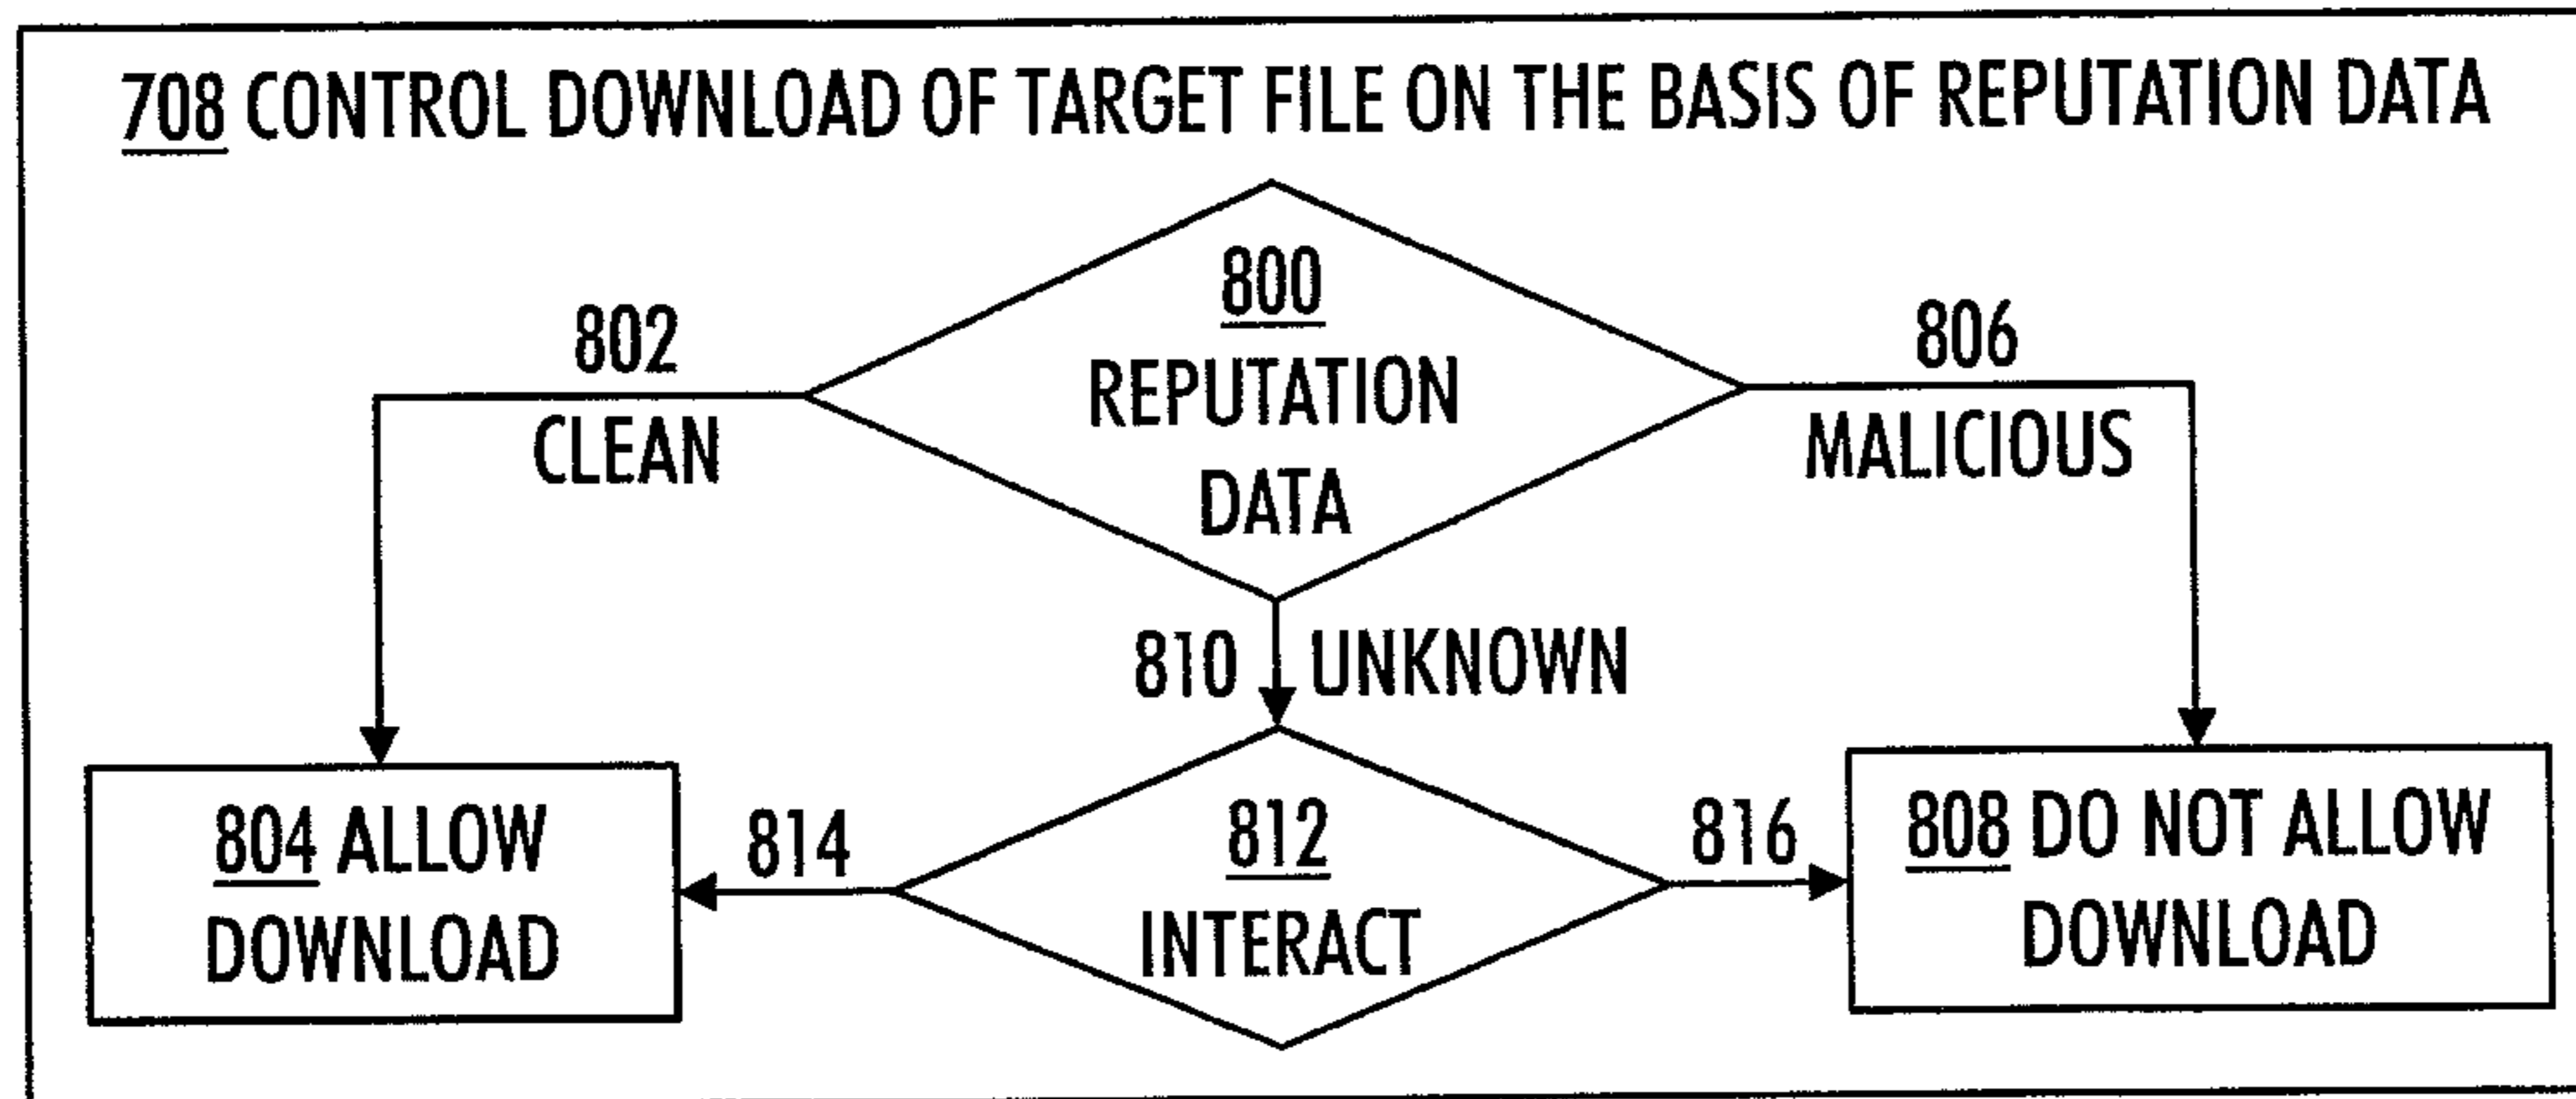 708 CONTROL DOWNLOAD OF TARGET FILE ON THE BASIS OF REPUTATION DATA
800
REPUTATION
DATA
802
CLEAN
806
MALICIOUS
810 UNKNOWN
804 ALLOW
DOWNLOAD
814
812
INTERACT
816
808 DO NOT ALLOW
DOWNLOAD